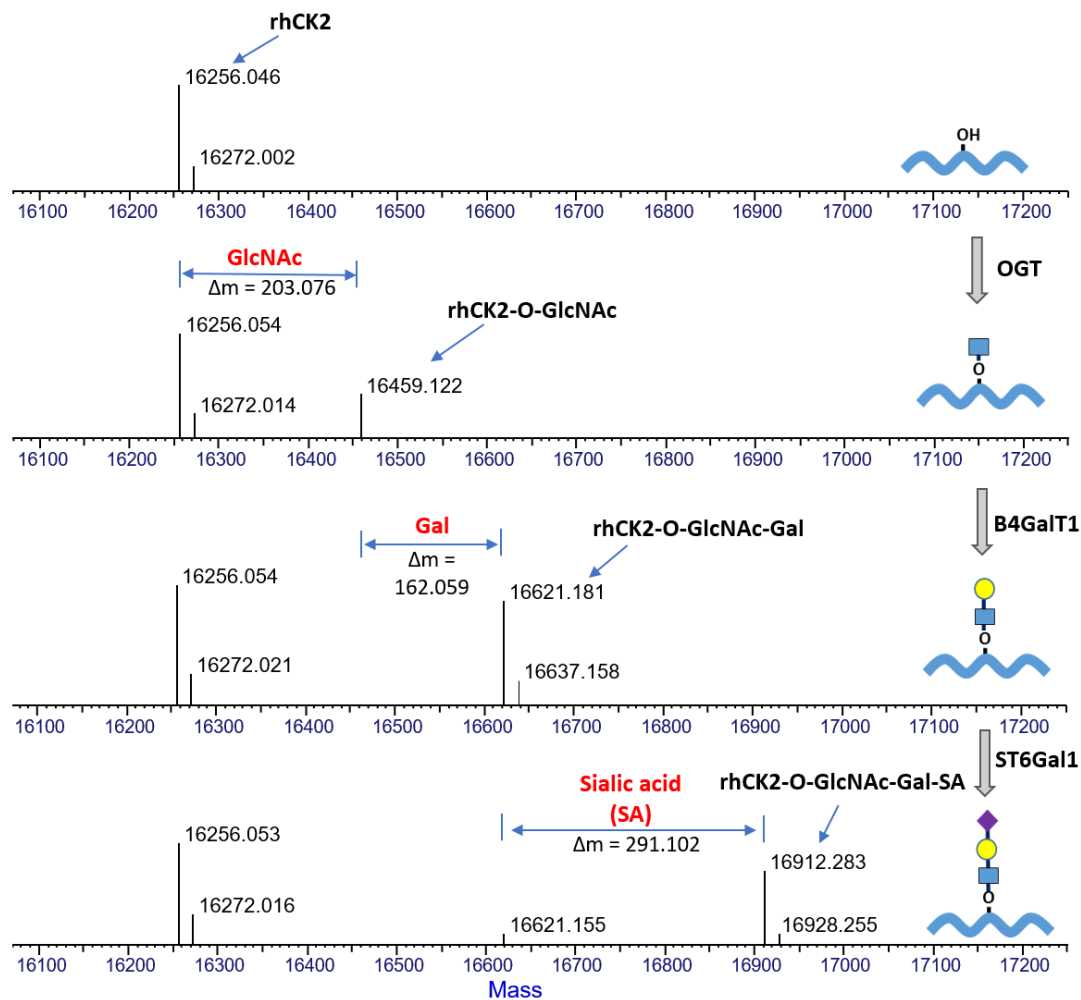 rhCK2
16256.046
16272.002
OH
16100 16200 16300 16400 16500 16600 16700 16800 16900 17000 17100 17200
OGT
GlcNAc
Δm = 203.076
rhCK2-O-GlcNAc
16256.054
16272.014
16459.122
O
16100 16200 16300 16400 16500 16600 16700 16800 16900 17000 17100 17200
B4GalT1
Gal
Δm =
162.059
rhCK2-O-GlcNAc-Gal
16256.054
16621.181
16272.021
16637.158
O
16100 16200 16300 16400 16500 16600 16700 16800 16900 17000 17100 17200
ST6Gal1
Sialic acid
(SA)
Δm = 291.102
rhCK2-O-GlcNAc-Gal-SA
16256.053
16912.283
16272.016
16621.155
16928.255
O
16100 16200 16300 16400 16500 16600 16700 16800 16900 17000 17100 17200
Mass